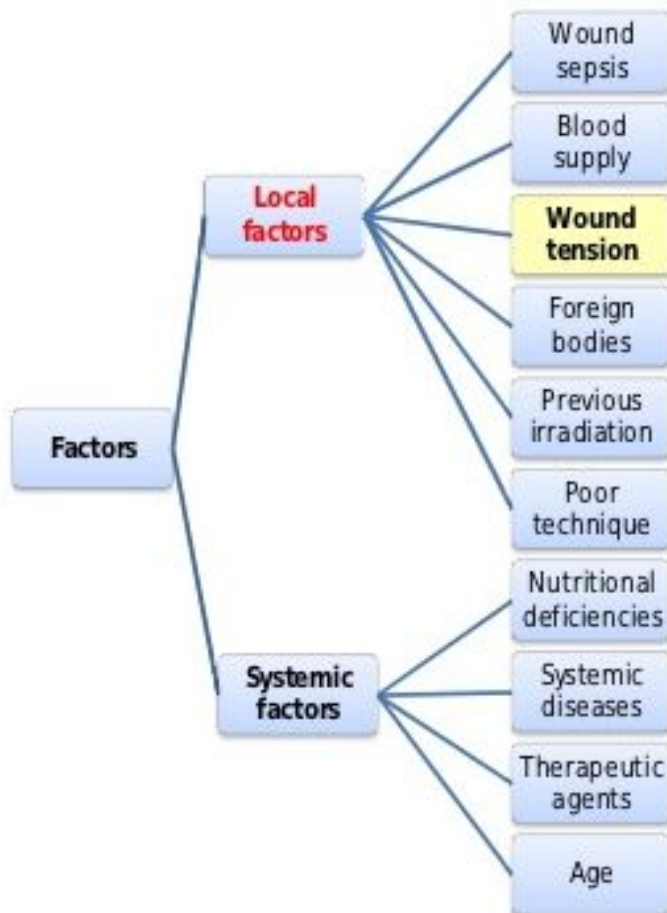 Wound
sepsis
Blood
supply
Local
factors
Wound
tension
Foreign
bodies
Previous
irradiation
Factors
Poor
technique
Nutritional
deficiencies
Systemic
factors
Systemic
diseases
Therapeutic
agents
Age